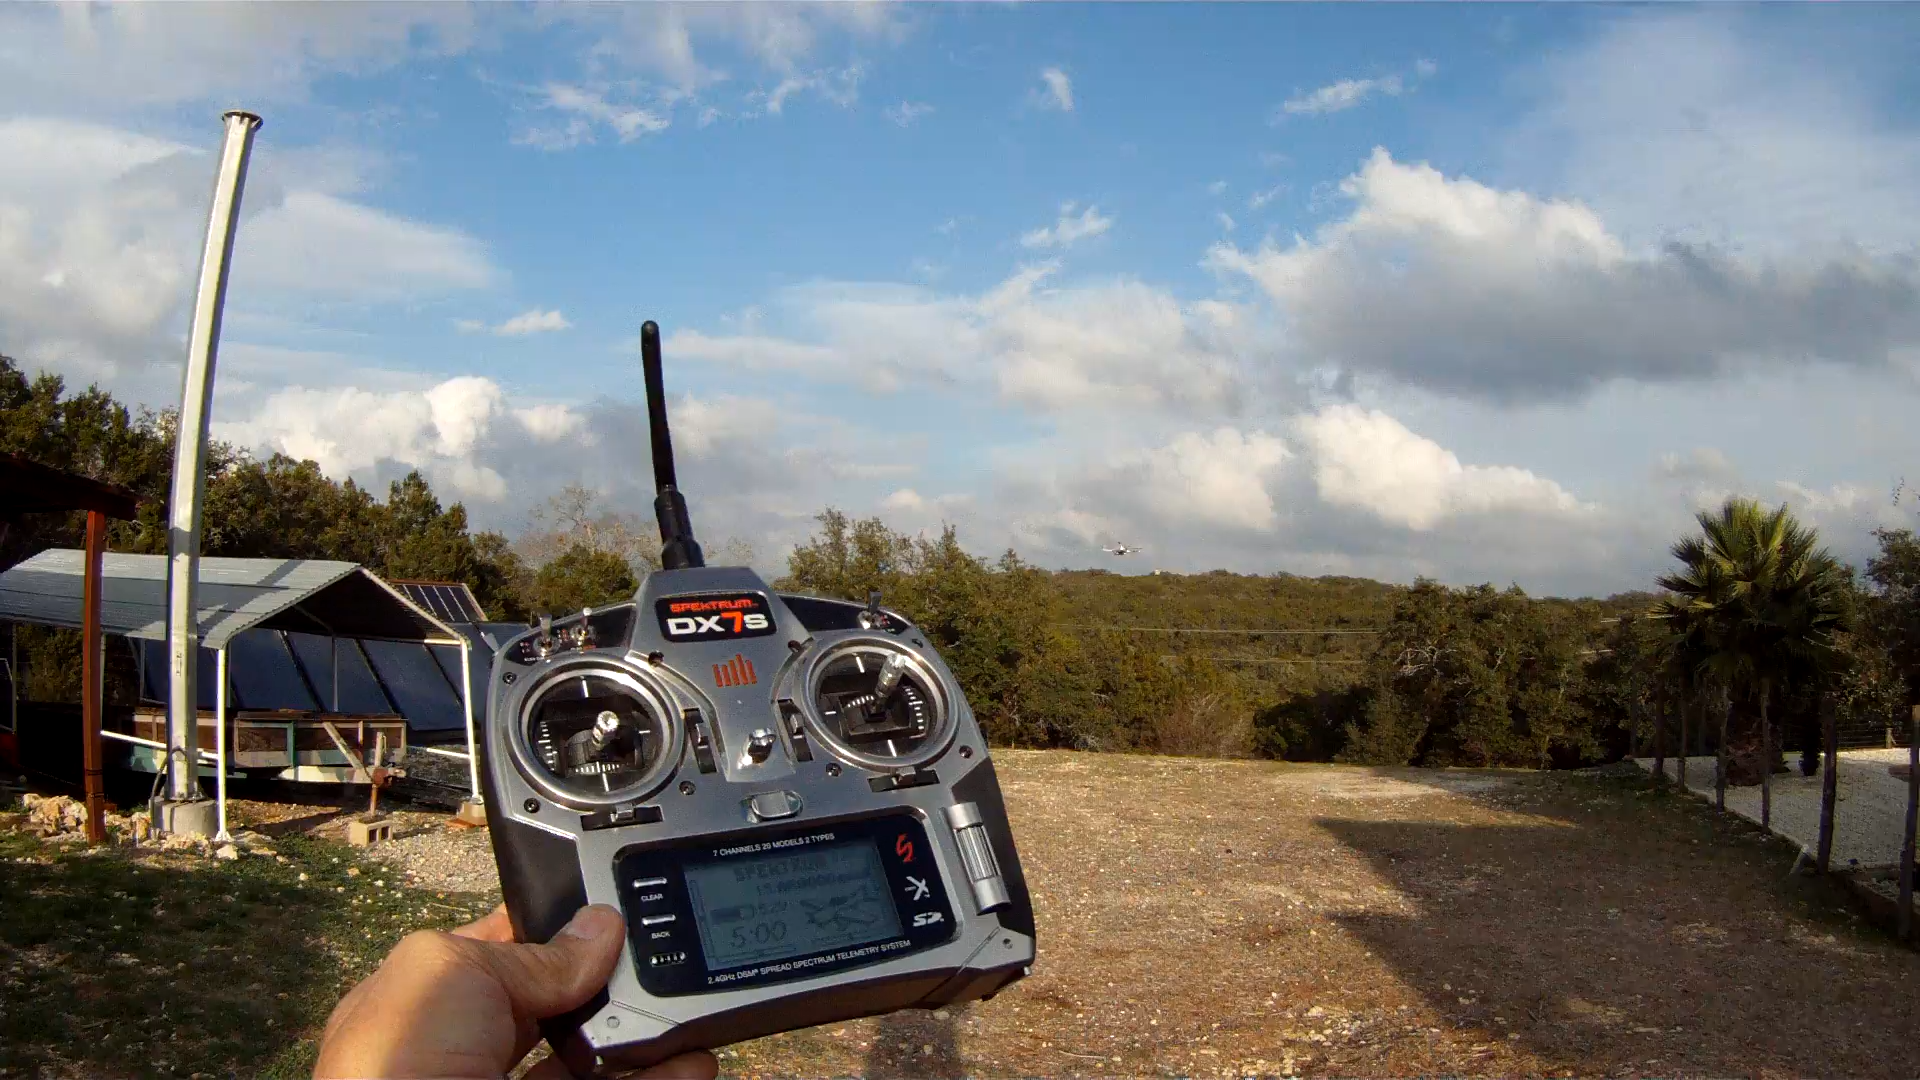 SPEKTRUM
DX7S
7 CHANNELS 20 MODELS 2 TYPES
SPEKTRUM
CLEAR
BACK
5:00
2.4GHz DSM® SPREAD SPECTRUM TELEMETRY SYSTEM